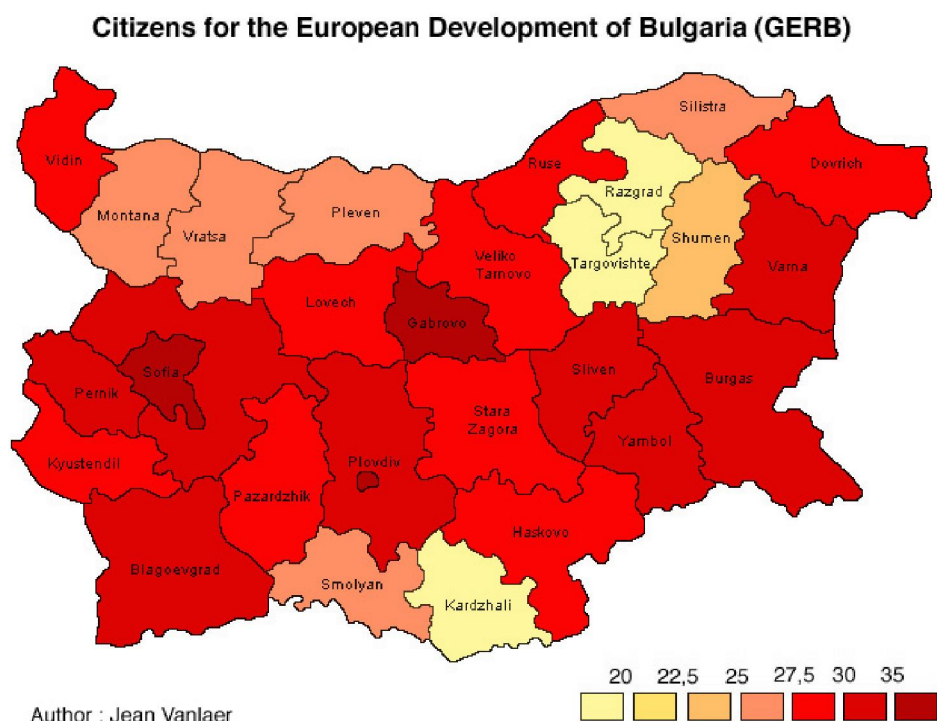 Citizens for the European Development of Bulgaria (GERB)
Silistra
Vidin
Ruse
Dovrich
Razgrad
Montana
Pleven
Vratsa
Shumen
Veliko
Tarnovo
Targovishte
Varna
Lovech
Gabrovo
Sofia
Sliven
Burgas
Pernik
Stara
Zagora
Yambol
Kyustendil
Plovdiv
Pazardzhik
Haskovo
Blagoevgrad
Smolyan
Kardzhali
20 22,5 25 27,5 30 35
Author : Jean Vanlaer